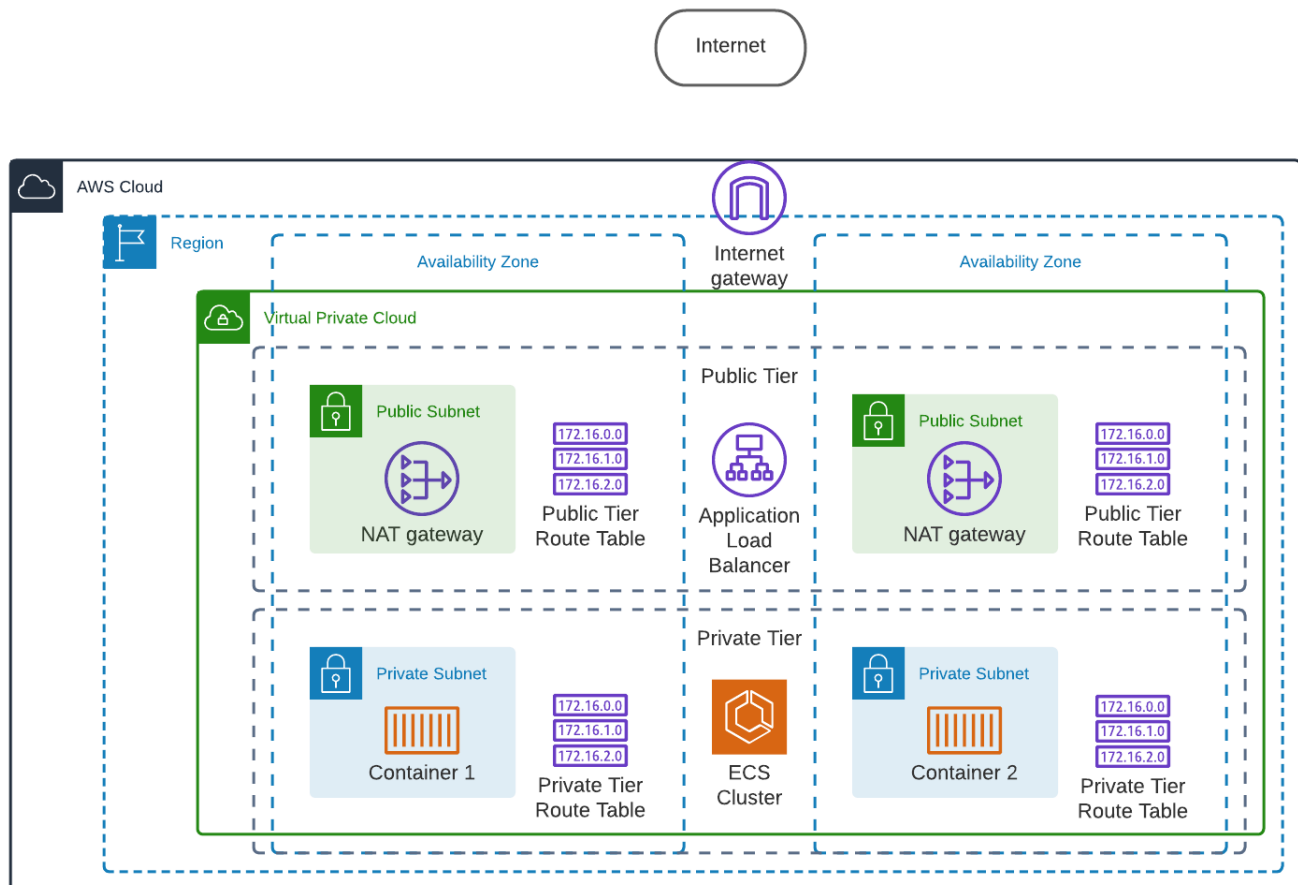 Internet
AWS Cloud
Region
Availability Zone
Internet
gateway
Availability Zone
Virtual Private Cloud
Public Tier
Public Subnet
NAT gateway
172.16.0.0
172.16.1.0
172.16.2.0
Public Tier
Route Table
Application
Load
Balancer
Public Subnet
NAT gateway
172.16.0.0
172.16.1.0
172.16.2.0
Public Tier
Route Table
Private Tier
Private Subnet
Container 1
172.16.0.0
172.16.1.0
172.16.2.0
Private Tier
Route Table
ECS
Cluster
Private Subnet
Container 2
172.16.0.0
172.16.1.0
172.16.2.0
Private Tier
Route Table